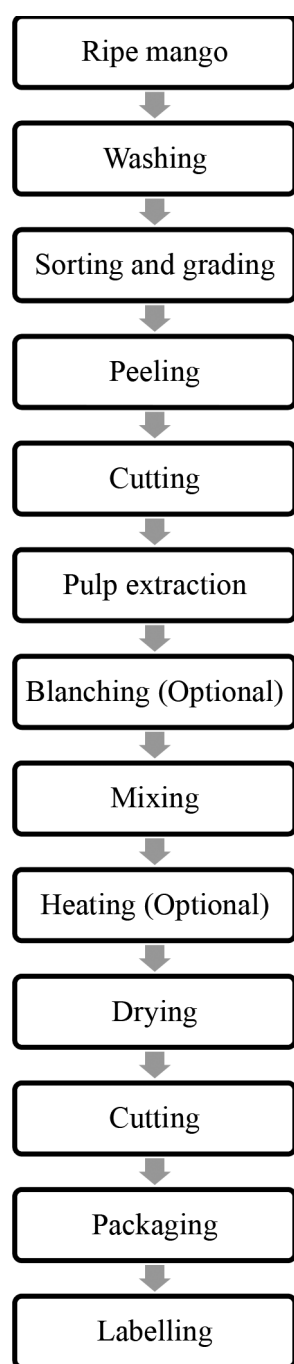 Ripe mango
Washing
Sorting and grading
Peeling
Cutting
Pulp extraction
Blanching (Optional)
Mixing
Heating (Optional)
Drying
Cutting
Packaging
Labelling